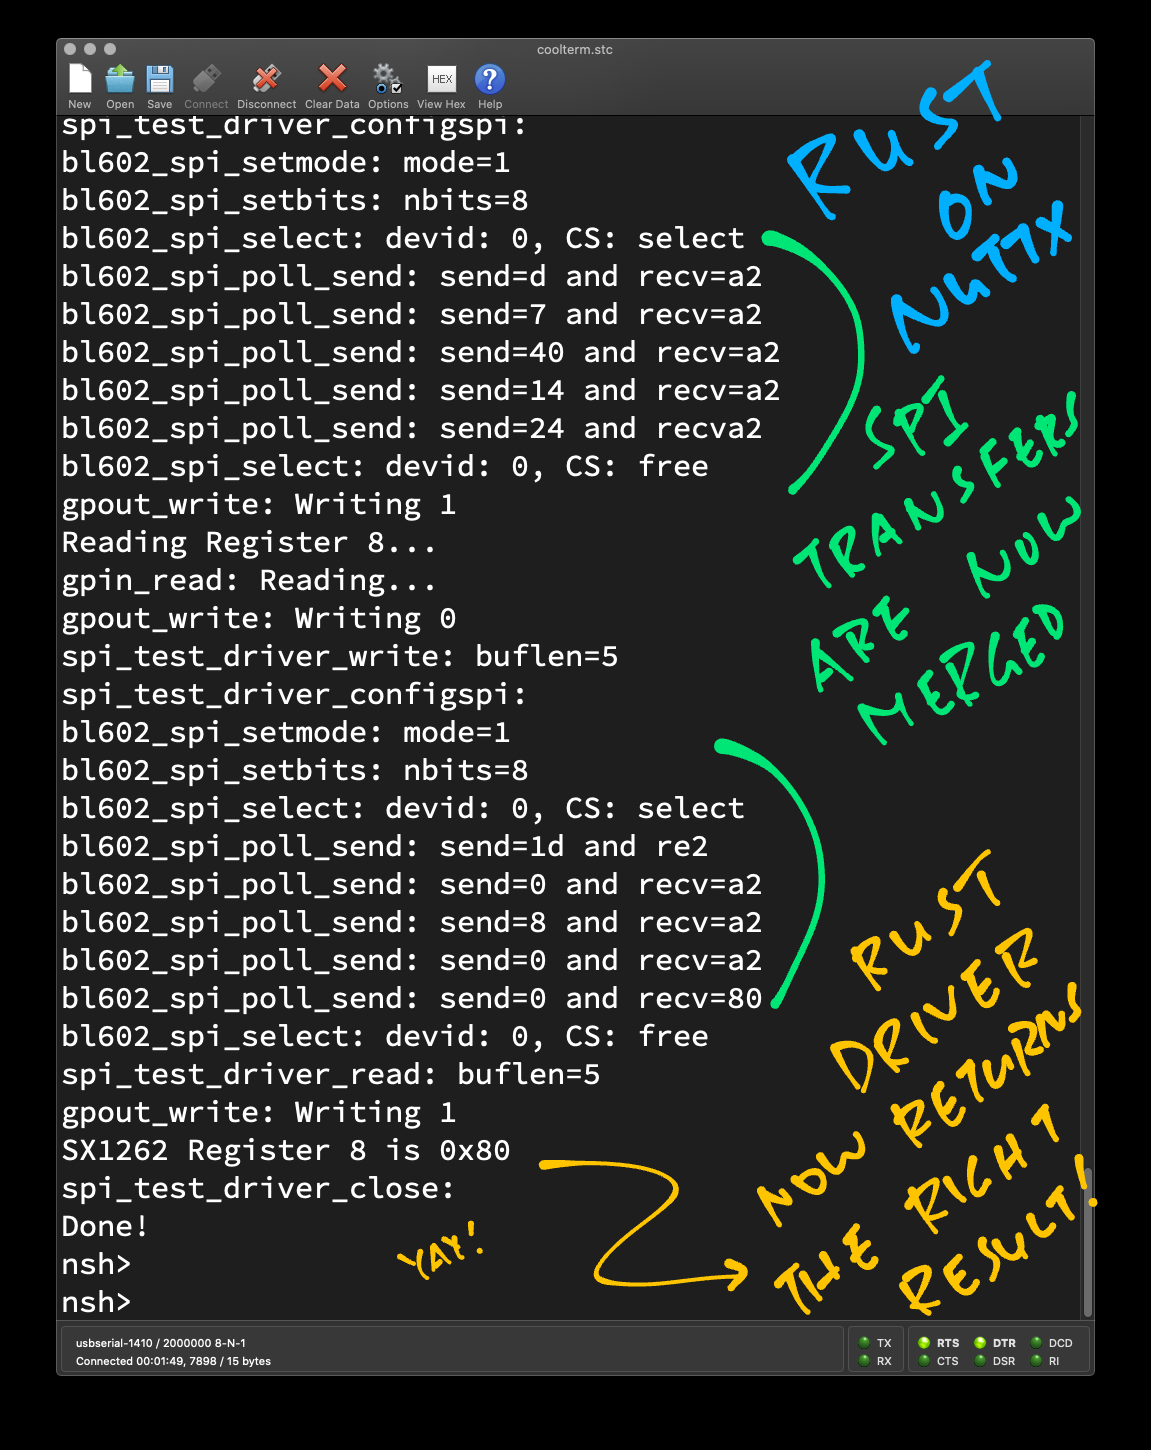 coolterm.stc
New Open Save Connect Disconnect Clear Data Options View Hex Help
HEX
spi_test_driver_configspi:
bl602_spi_setmode: mode=1
bl602_spi_setbits: nbits=8
bl602_spi_select: devid: 0, CS: select
bl602_spi_poll_send: send=d and recv=a2
bl602_spi_poll_send: send=7 and recv=a2
bl602_spi_poll_send: send=40 and recv=a2
bl602_spi_poll_send: send=14 and recv=a2
bl602_spi_poll_send: send=24 and recva2
bl602_spi_select: devid: 0, CS: free
gpout_write: Writing 1
Reading Register 8...
gpin_read: Reading...
gpout_write: Writing 0
spi_test_driver_write: buflen=5
spi_test_driver_configspi:
bl602_spi_setmode: mode=1
bl602_spi_setbits: nbits=8
bl602_spi_select: devid: 0, CS: select
bl602_spi_poll_send: send=1d and re2
bl602_spi_poll_send: send=0 and recv=a2
bl602_spi_poll_send: send=8 and recv=a2
bl602_spi_poll_send: send=0 and recv=a2
bl602_spi_poll_send: send=0 and recv=80
bl602_spi_select: devid: 0, CS: free
spi_test_driver_read: buflen=5
gpout_write: Writing 1
SX1262 Register 8 is 0x80
spi_test_driver_close:
Done!
nsh>
nsh>
RUST
ON
NUTTX
SPI
TRANSFERS
ARE NOW
MERGED
RUST
DRIVER
NOW RETURNS
THE RIGHT
RESULT!
YAY!
usbserial-1410 / 2000000 8-N-1
Connected 00:01:49, 7898 / 15 bytes
TX RTS DTR DCD
RX CTS DSR RI